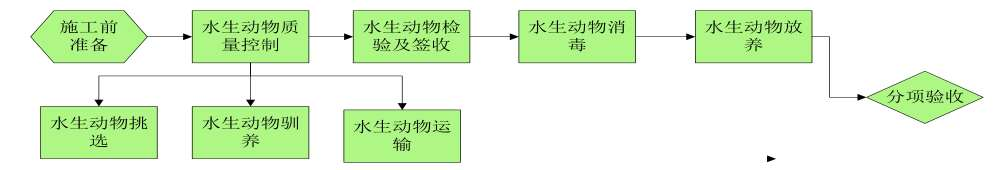 施工前
准备
水生动物质
量控制
水生动物检
验及签收
水生动物消
毒
水生动物放
养
分项验收
水生动物挑
选
水生动物驯
养
水生动物运
输